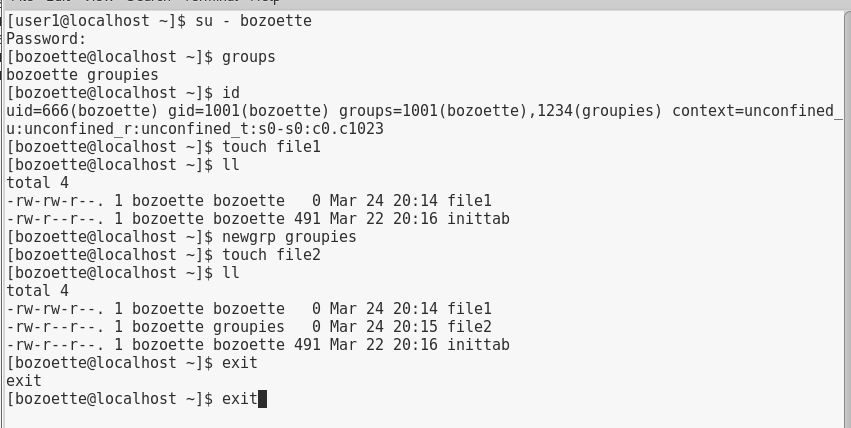 [user1@localhost ~]$ su - bozoette
Password:
[bozoette@localhost ~]$ groups
bozoette groupies
[bozoette@localhost ~]$ id
uid=666(bozoette) gid=1001(bozoette) groups=1001(bozoette),1234(groupies) context=unconfined_
u:unconfined_r:unconfined_t:s0-s0:c0.c1023
[bozoette@localhost ~]$ touch file1
[bozoette@localhost ~]$ ll
total 4
-rw-rw-r--. 1 bozoette bozoette   0 Mar 24 20:14 file1
-rw-r--r--. 1 bozoette bozoette 491 Mar 22 20:16 inittab
[bozoette@localhost ~]$ newgrp groupies
[bozoette@localhost ~]$ touch file2
[bozoette@localhost ~]$ ll
total 4
-rw-rw-r--. 1 bozoette bozoette   0 Mar 24 20:14 file1
-rw-r--r--. 1 bozoette groupies   0 Mar 24 20:15 file2
-rw-r--r--. 1 bozoette bozoette 491 Mar 22 20:16 inittab
[bozoette@localhost ~]$ exit
exit
[bozoette@localhost ~]$ exit